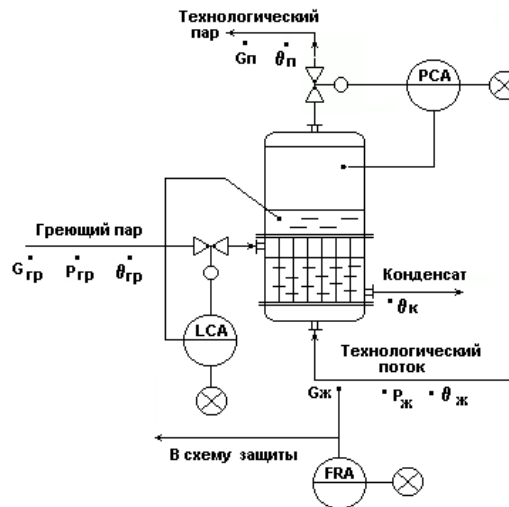 Технологический
пар
Gп θп
PCA
Греющий пар
Gгр Pгр θгр
Конденсат
θк
LCA
Технологический
поток
Gж Pж θж
В схему защиты
FRA